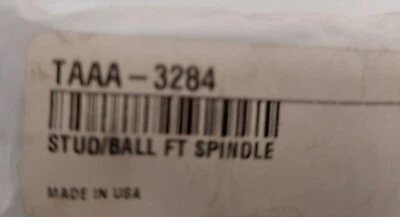 TAAA-3284
STUD/BALL FT SPINDLE
MADE IN USA